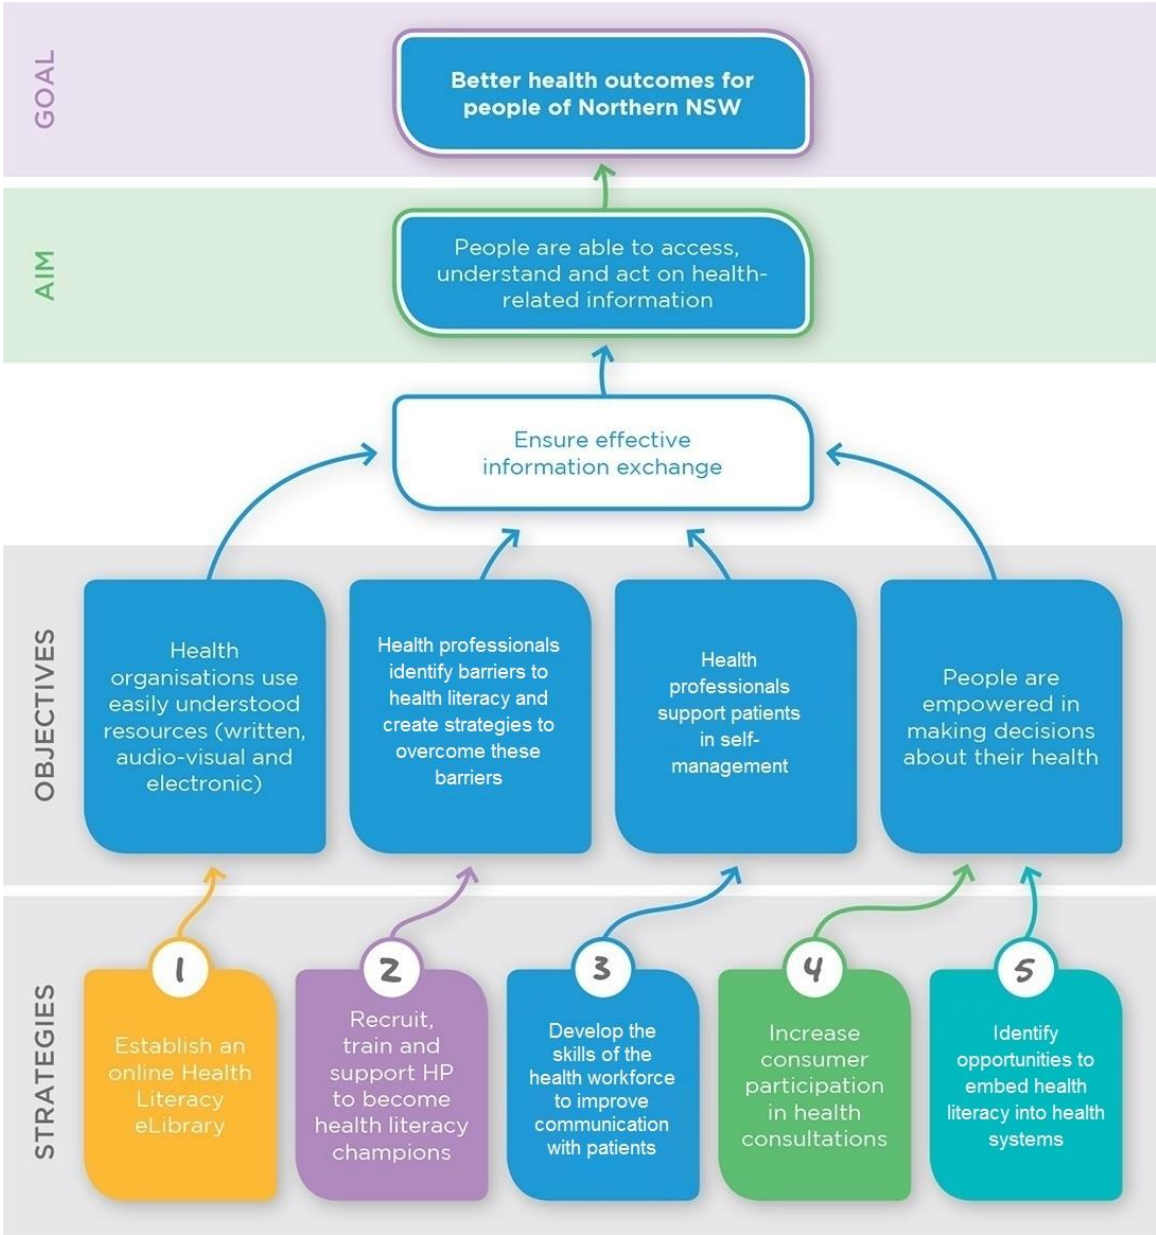 GOAL
Better health outcomes for
people of Northern NSW
AIM
People are able to access,
understand and act on health-
related information
Ensure effective
information exchange
OBJECTIVES
Health
organisations use
easily understood
resources (written,
audio-visual and
electronic)
Health professionals
identify barriers to
health literacy and
create strategies to
overcome these
barriers
Health
professionals
support patients
in self-
management
People are
empowered in
making decisions
about their health
STRATEGIES
1
Establish an
online Health
Literacy
eLibrary
2
Recruit,
train and
support HP
to become
health literacy
champions
3
Develop the
skills of the
health workforce
to improve
communication
with patients
4
Increase
consumer
participation
in health
consultations
5
Identify
opportunities to
embed health
literacy into health
systems